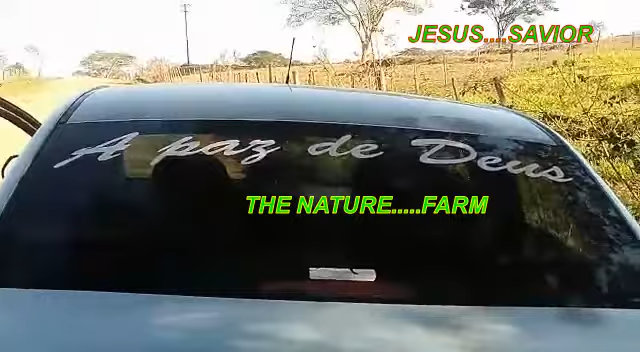 JESUS....SAVIOR
A paz de Deus
THE NATURE.....FARM